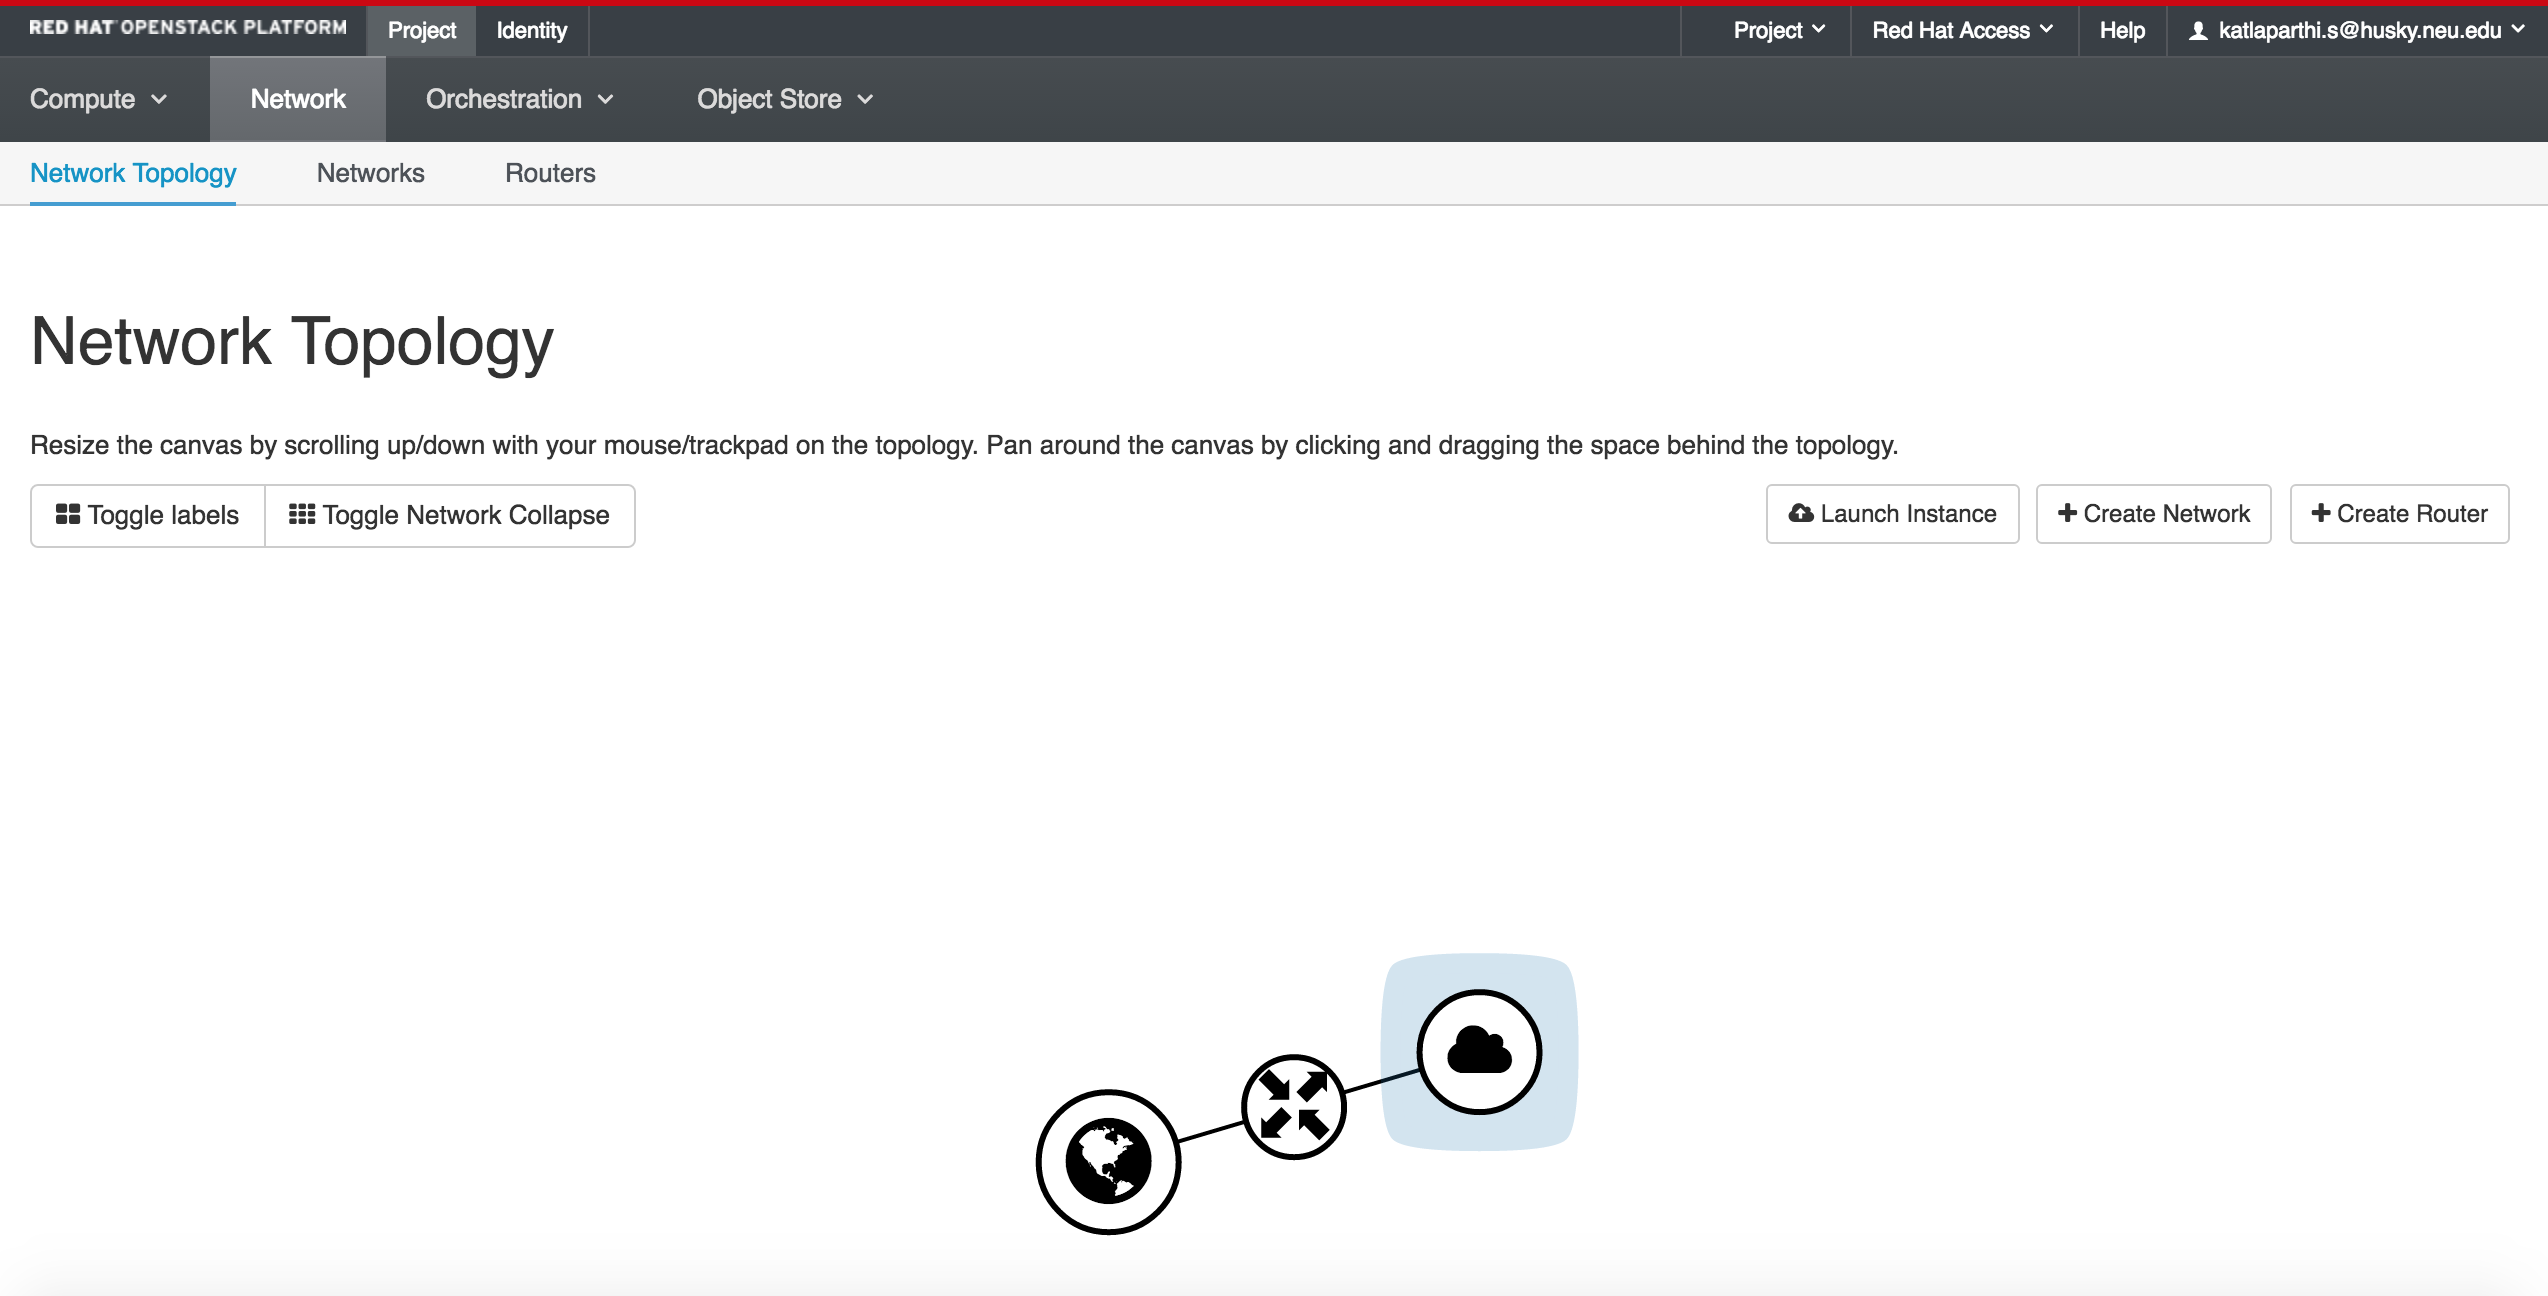 RED HAT OPENSTACK PLATFORM Project Identity Project Red Hat Access Help katlaparthi.s@husky.neu.edu
Compute Network Orchestration Object Store
Network Topology Networks Routers
Network Topology
Resize the canvas by scrolling up/down with your mouse/trackpad on the topology. Pan around the canvas by clicking and dragging the space behind the topology.
Toggle labels Toggle Network Collapse Launch Instance Create Network Create Router